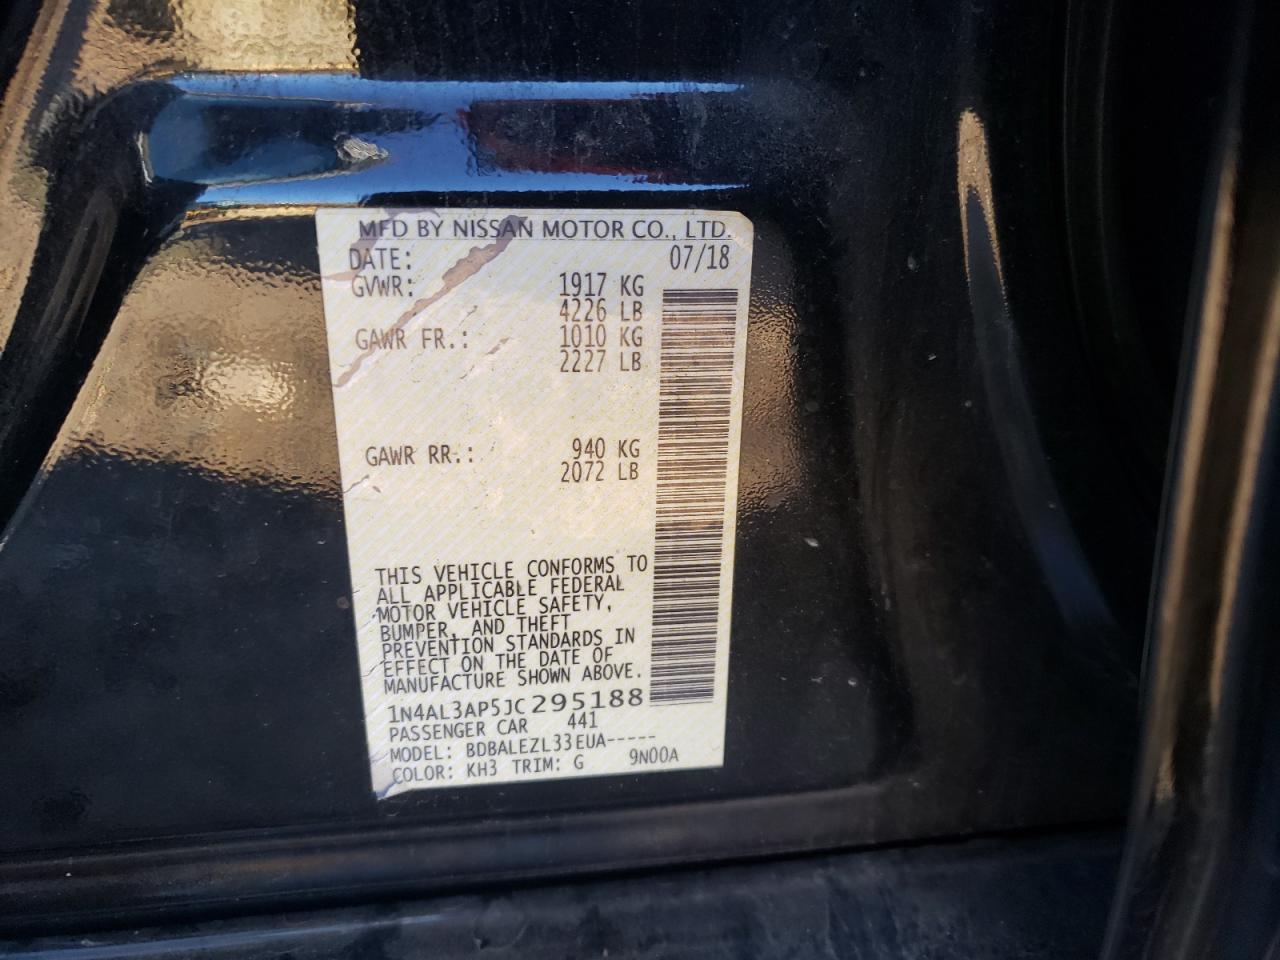 MFD BY NISSAN MOTOR CO., LTD.
DATE: 07/18
GVWR: 1917 KG
4226 LB
GAWR FR.: 1010 KG
2227 LB
GAWR RR.: 940 KG
2072 LB
THIS VEHICLE CONFORMS TO
ALL APPLICABLE FEDERAL
MOTOR VEHICLE SAFETY,
BUMPER, AND THEFT
PREVENTION STANDARDS IN
EFFECT ON THE DATE OF
MANUFACTURE SHOWN ABOVE.
1N4AL3AP5JC295188
PASSENGER CAR 441
MODEL: BDBALEZL33EUA-----
COLOR: KH3 TRIM: G 9N00A